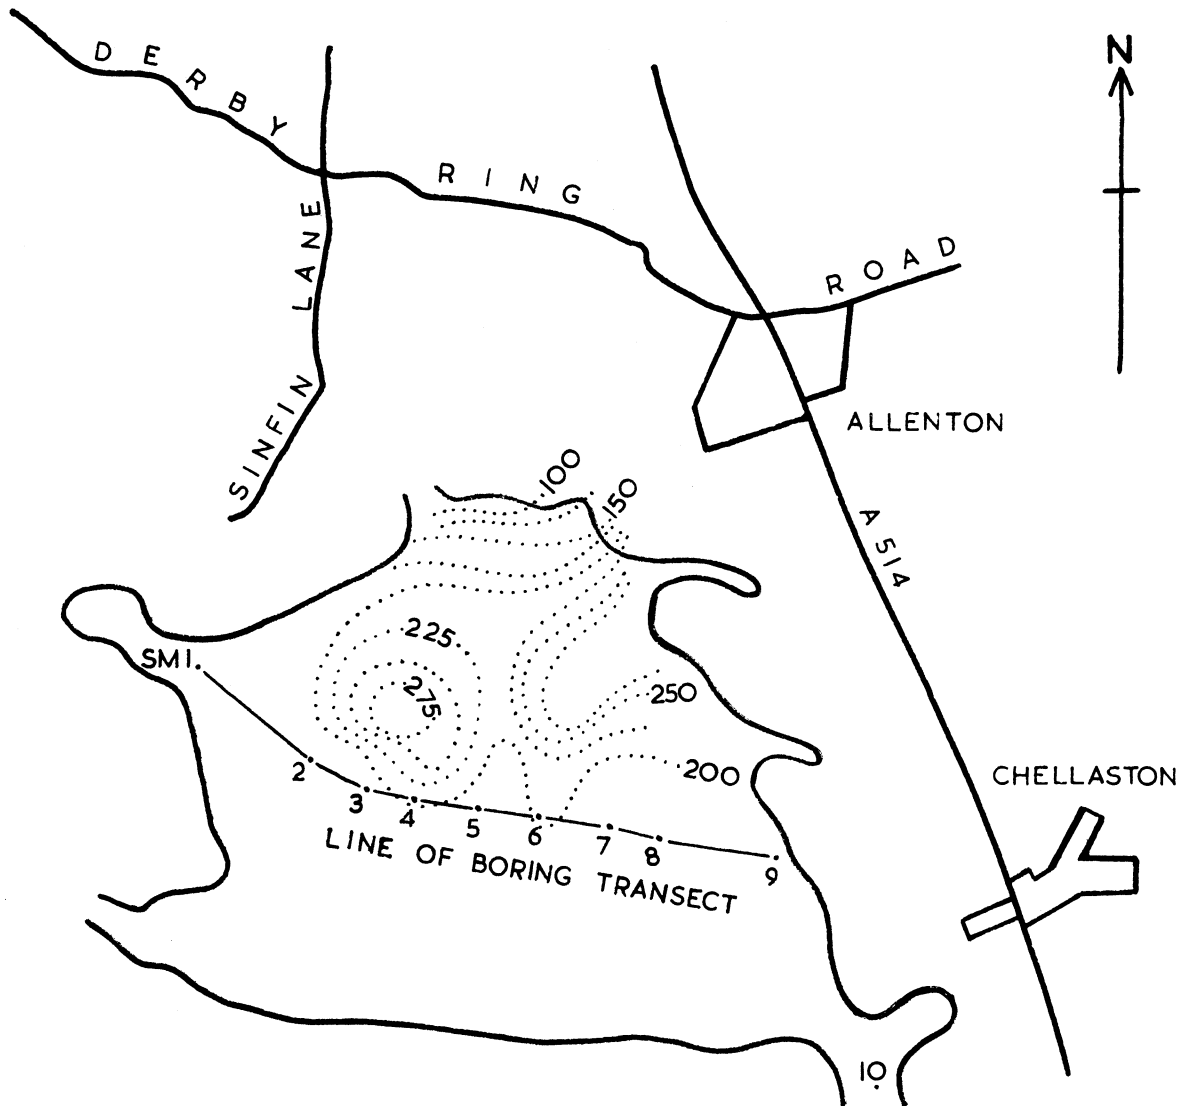 N
DERBY RING ROAD
SINFIN LANE
ALLENTON
.100
.150
A514
225
SM1.
275
250
200
CHELLASTON
2
3
4
5
6
7
8
9
LINE OF BORING TRANSECT
10